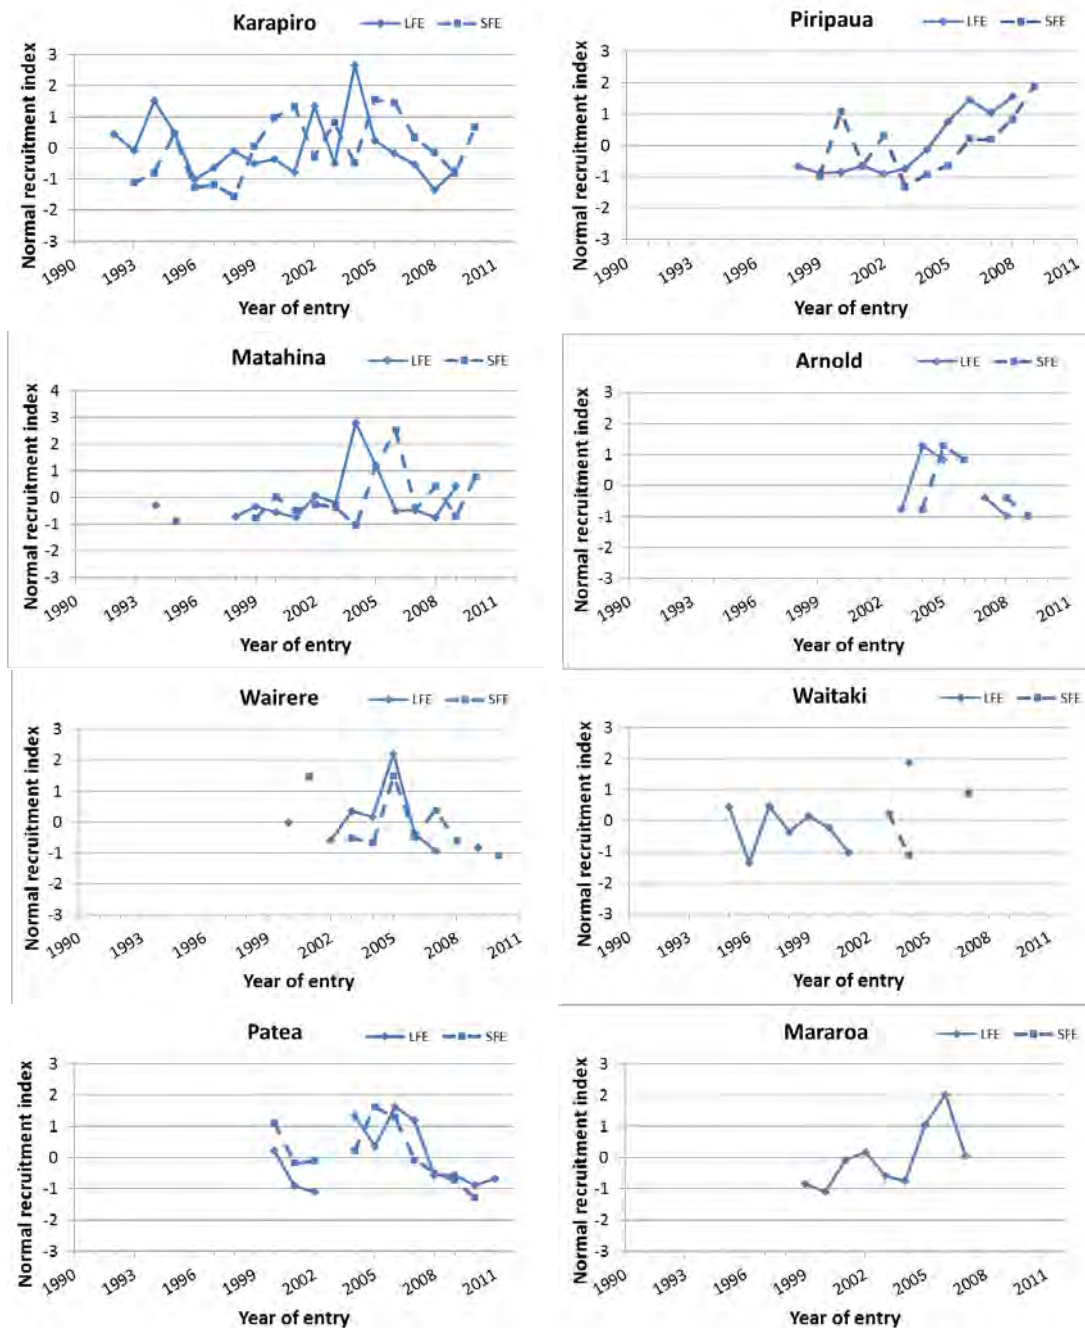 Karapiro LFE SFE
Normal recruitment index
3
2
1
0
-1
-2
-3
1990 1993 1996 1999 2002 2005 2008 2011
Year of entry
Piripaua LFE SFE
Normal recruitment index
3
2
1
0
-1
-2
-3
1990 1993 1996 1999 2002 2005 2008 2011
Year of entry
Matahina LFE SFE
Normal recruitment index
4
3
2
1
0
-1
-2
-3
1990 1993 1996 1999 2002 2005 2008 2011
Year of entry
Arnold LFE SFE
Normal recruitment index
3
2
1
0
-1
-2
-3
1990 1993 1996 1999 2002 2005 2008 2011
Year of entry
Wairere LFE SFE
Normal recruitment index
3
2
1
0
-1
-2
-3
1990 1993 1996 1999 2002 2005 2008 2011
Year of entry
Waitaki LFE SFE
Normal recruitment index
3
2
1
0
-1
-2
-3
1990 1993 1996 1999 2002 2005 2008 2011
Year of entry
Patea LFE SFE
Normal recruitment index
3
2
1
0
-1
-2
-3
1990 1993 1996 1999 2002 2005 2008 2011
Year of entry
Mararoa LFE SFE
Normal recruitment index
3
2
1
0
-1
-2
-3
1990 1993 1996 1999 2002 2005 2008 2011
Year of entry